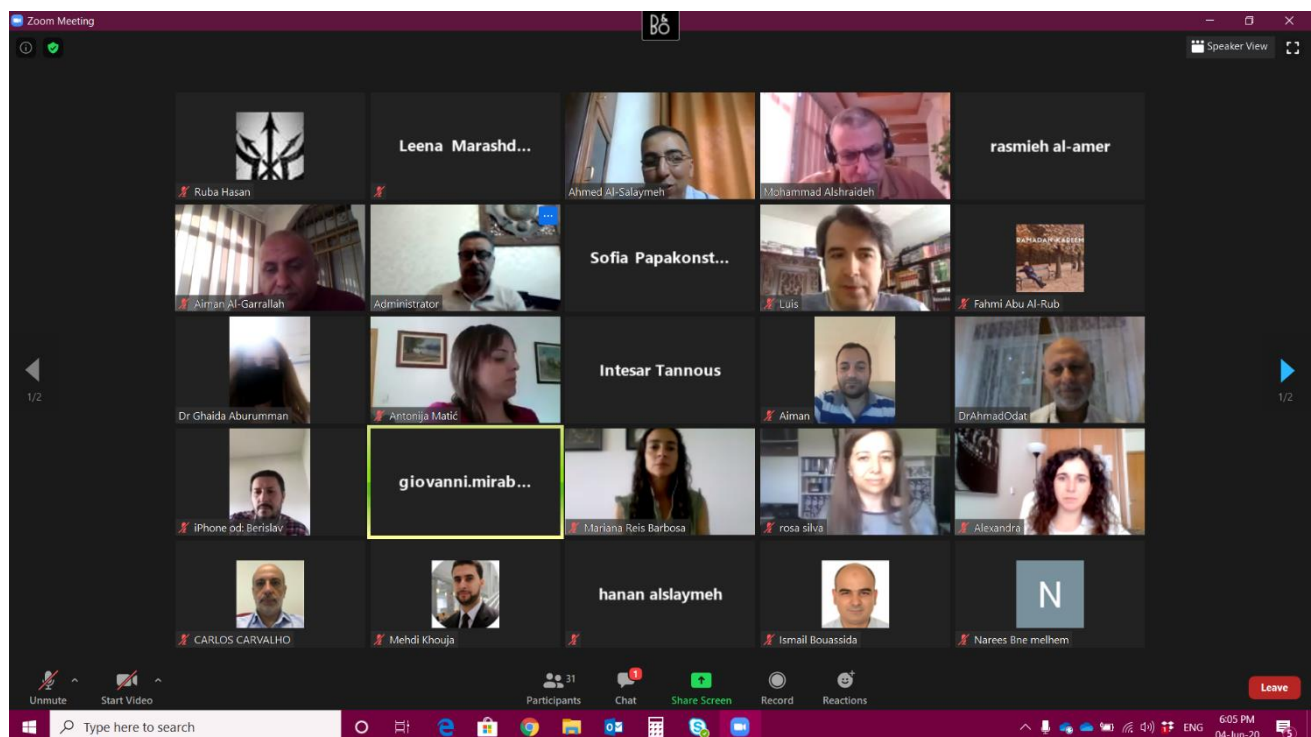 Zoom Meeting
B&O
Speaker View
Ruba Hasan
Leena Marashd...
Ahmed Al-Salaymeh
Mohammad Alshraideh
rasmieh al-amer
Aiman Al-Garrallah
Administrator
Sofia Papakonst...
Luis
RAMADAN KAREEM
Fahmi Abu Al-Rub
1/2
Dr Ghaida Aburumman
Antonija Matić
Intesar Tannous
Aiman
DrAhmadOdat
1/2
iPhone od: Berislav
giovanni.mirab...
Mariana Reis Barbosa
rosa silva
Alexandra
CARLOS CARVALHO
Mehdi Khouja
hanan alslaymeh
Ismail Bouassida
N
Narees Bne melhem
Unmute
Start Video
31
Participants
1
Chat
Share Screen
Record
Reactions
Leave
Type here to search
ENG
6:05 PM
04-Jun-20
5